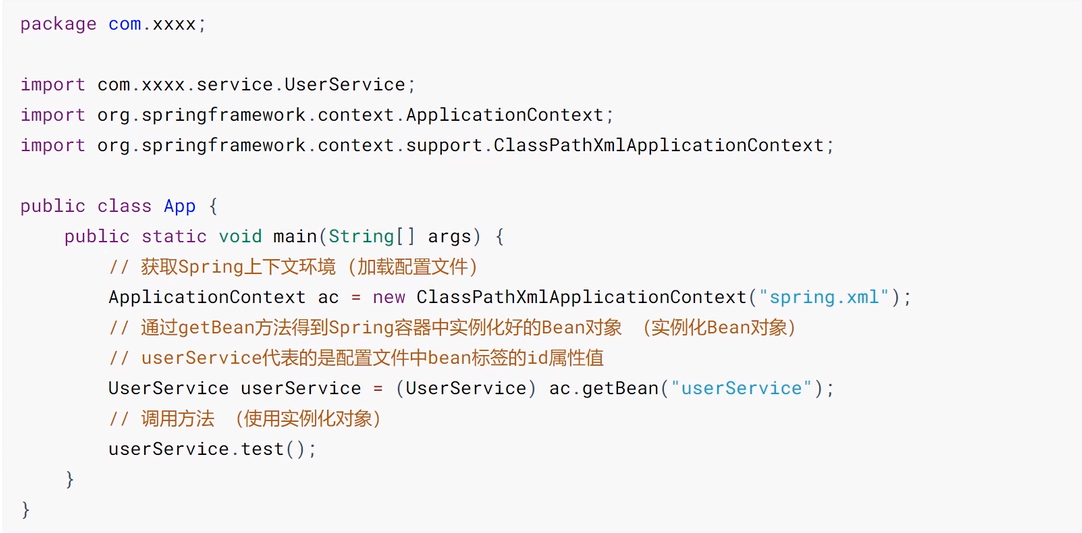 package com.xxxx;
import com.xxxx.service.UserService;
import org.springframework.context.ApplicationContext;
import org.springframework.context.support.ClassPathXmlApplicationContext;
public class App {
    public static void main(String[] args) {
        // 获取Spring上下文环境 (加载配置文件)
        ApplicationContext ac = new ClassPathXmlApplicationContext("spring.xml");
        // 通过getBean方法得到Spring容器中实例化好的Bean对象 (实例化Bean对象)
        // userService代表的是配置文件中bean标签的id属性值
        UserService userService = (UserService) ac.getBean("userService");
        // 调用方法 (使用实例化对象)
        userService.test();
    }
}